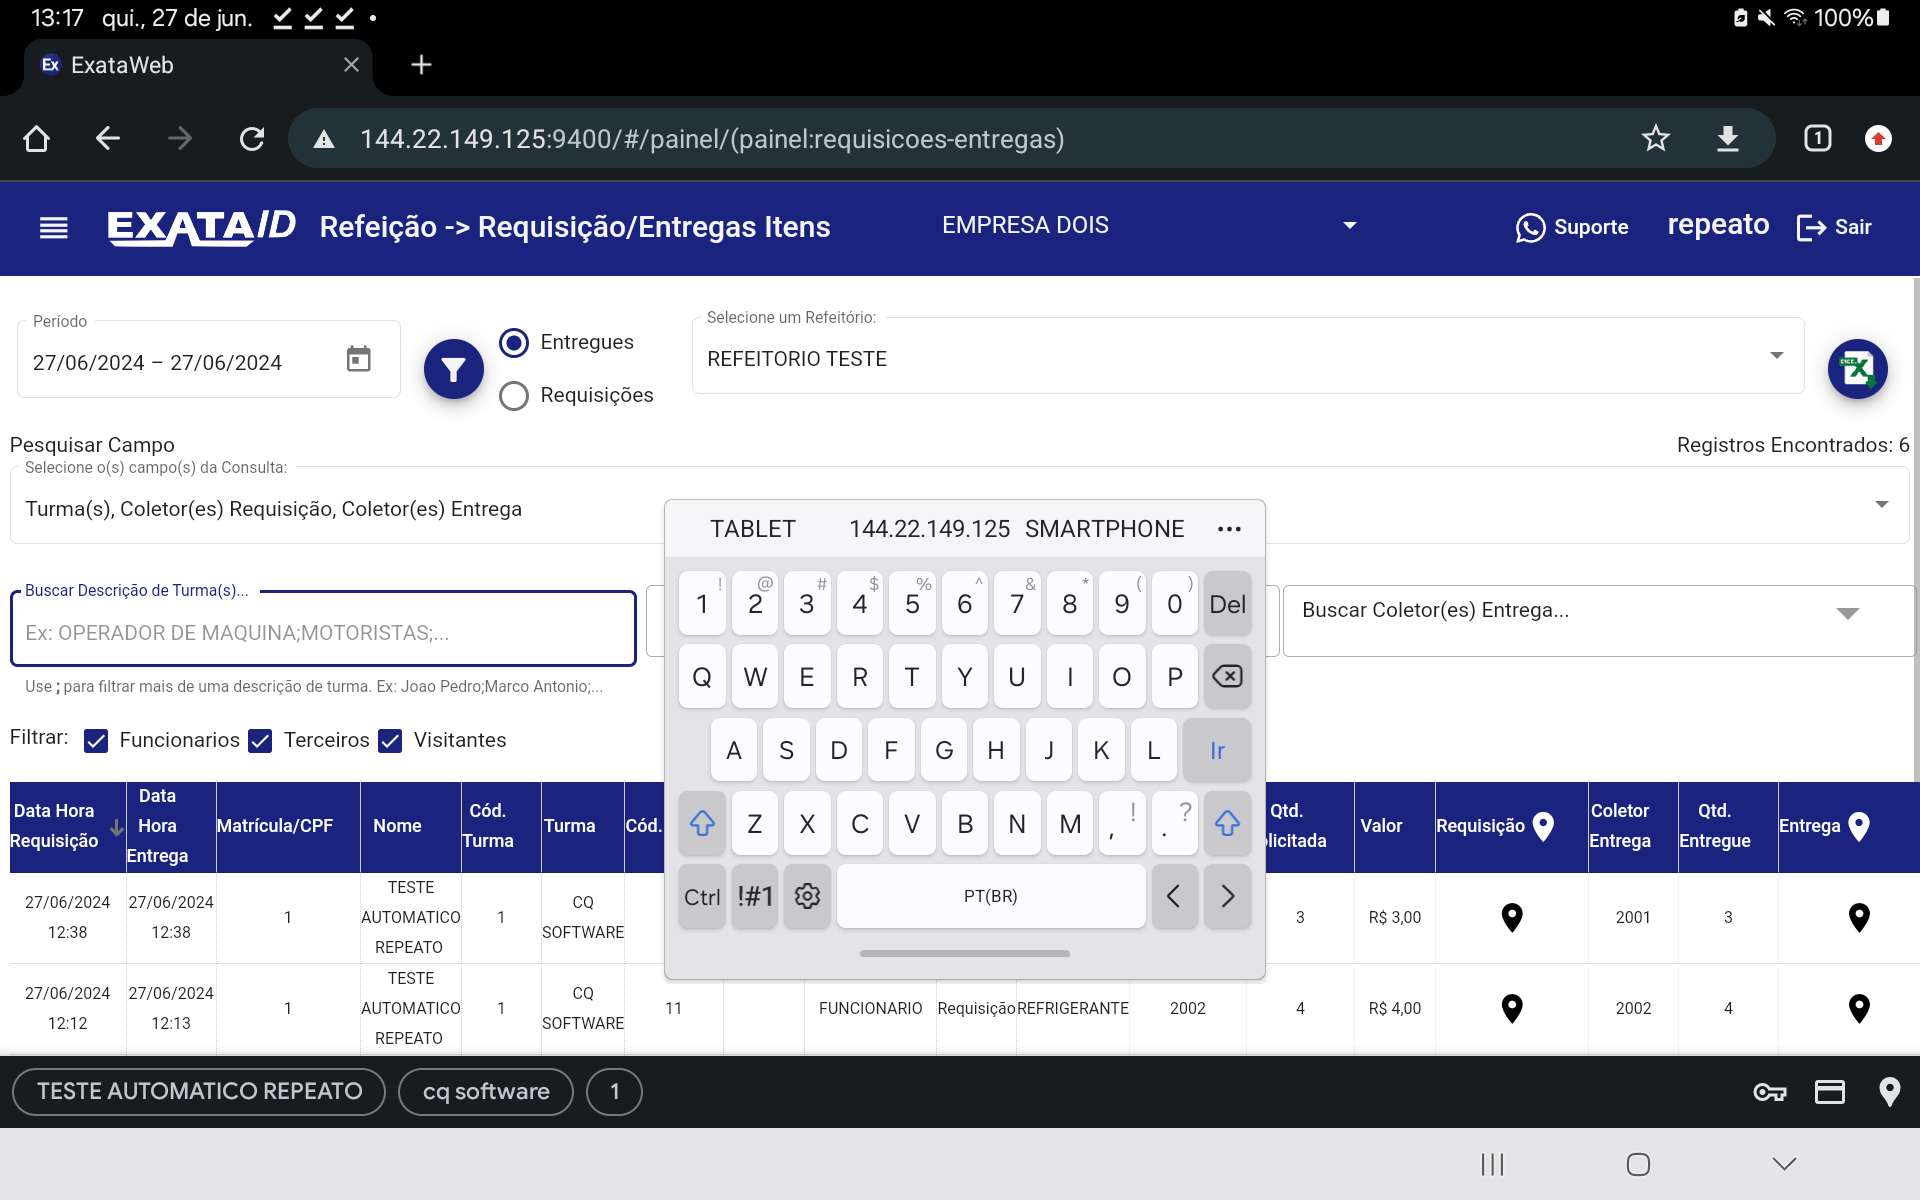 13:17 qui., 27 de jun. 100%
ExataWeb
144.22.149.125:9400/#/painel/(painel:requisicoes-entregas) 1
EXATA/ID Refeição -> Requisição/Entregas Itens EMPRESA DOIS Suporte repeato Sair
Período
27/06/2024 – 27/06/2024
Entregues
Requisições
Selecione um Refeitório:
REFEITORIO TESTE
Pesquisar Campo
Registros Encontrados: 6
Selecione o(s) campo(s) da Consulta:
Turma(s), Coletor(es) Requisição, Coletor(es) Entrega
Buscar Descrição de Turma(s)...
Ex: OPERADOR DE MAQUINA;MOTORISTAS;...
Use ; para filtrar mais de uma descrição de turma. Ex: Joao Pedro;Marco Antonio;...
Buscar Coletor(es) Entrega...
Filtrar: Funcionarios Terceiros Visitantes
TABLET 144.22.149.125 SMARTPHONE
! @ # $ % ^ & * ( )
1 2 3 4 5 6 7 8 9 0 Del
Q W E R T Y U I O P
A S D F G H J K L Ir
Z X C V B N M , ! . ?
Ctrl !#1 PT(BR)
Data Hora Requisição
Data Hora Entrega
Matrícula/CPF
Nome
Cód. Turma
Turma
Cód.
Qtd.
licitada
Valor
Requisição
Coletor Entrega
Qtd. Entregue
Entrega
27/06/2024 12:38
27/06/2024 12:38
1
TESTE AUTOMATICO REPEATO
1
CQ SOFTWARE
3
R$ 3,00
2001
3
27/06/2024 12:12
27/06/2024 12:13
1
TESTE AUTOMATICO REPEATO
1
CQ SOFTWARE
11
FUNCIONARIO
Requisição
REFRIGERANTE
2002
4
R$ 4,00
2002
4
TESTE AUTOMATICO REPEATO cq software 1